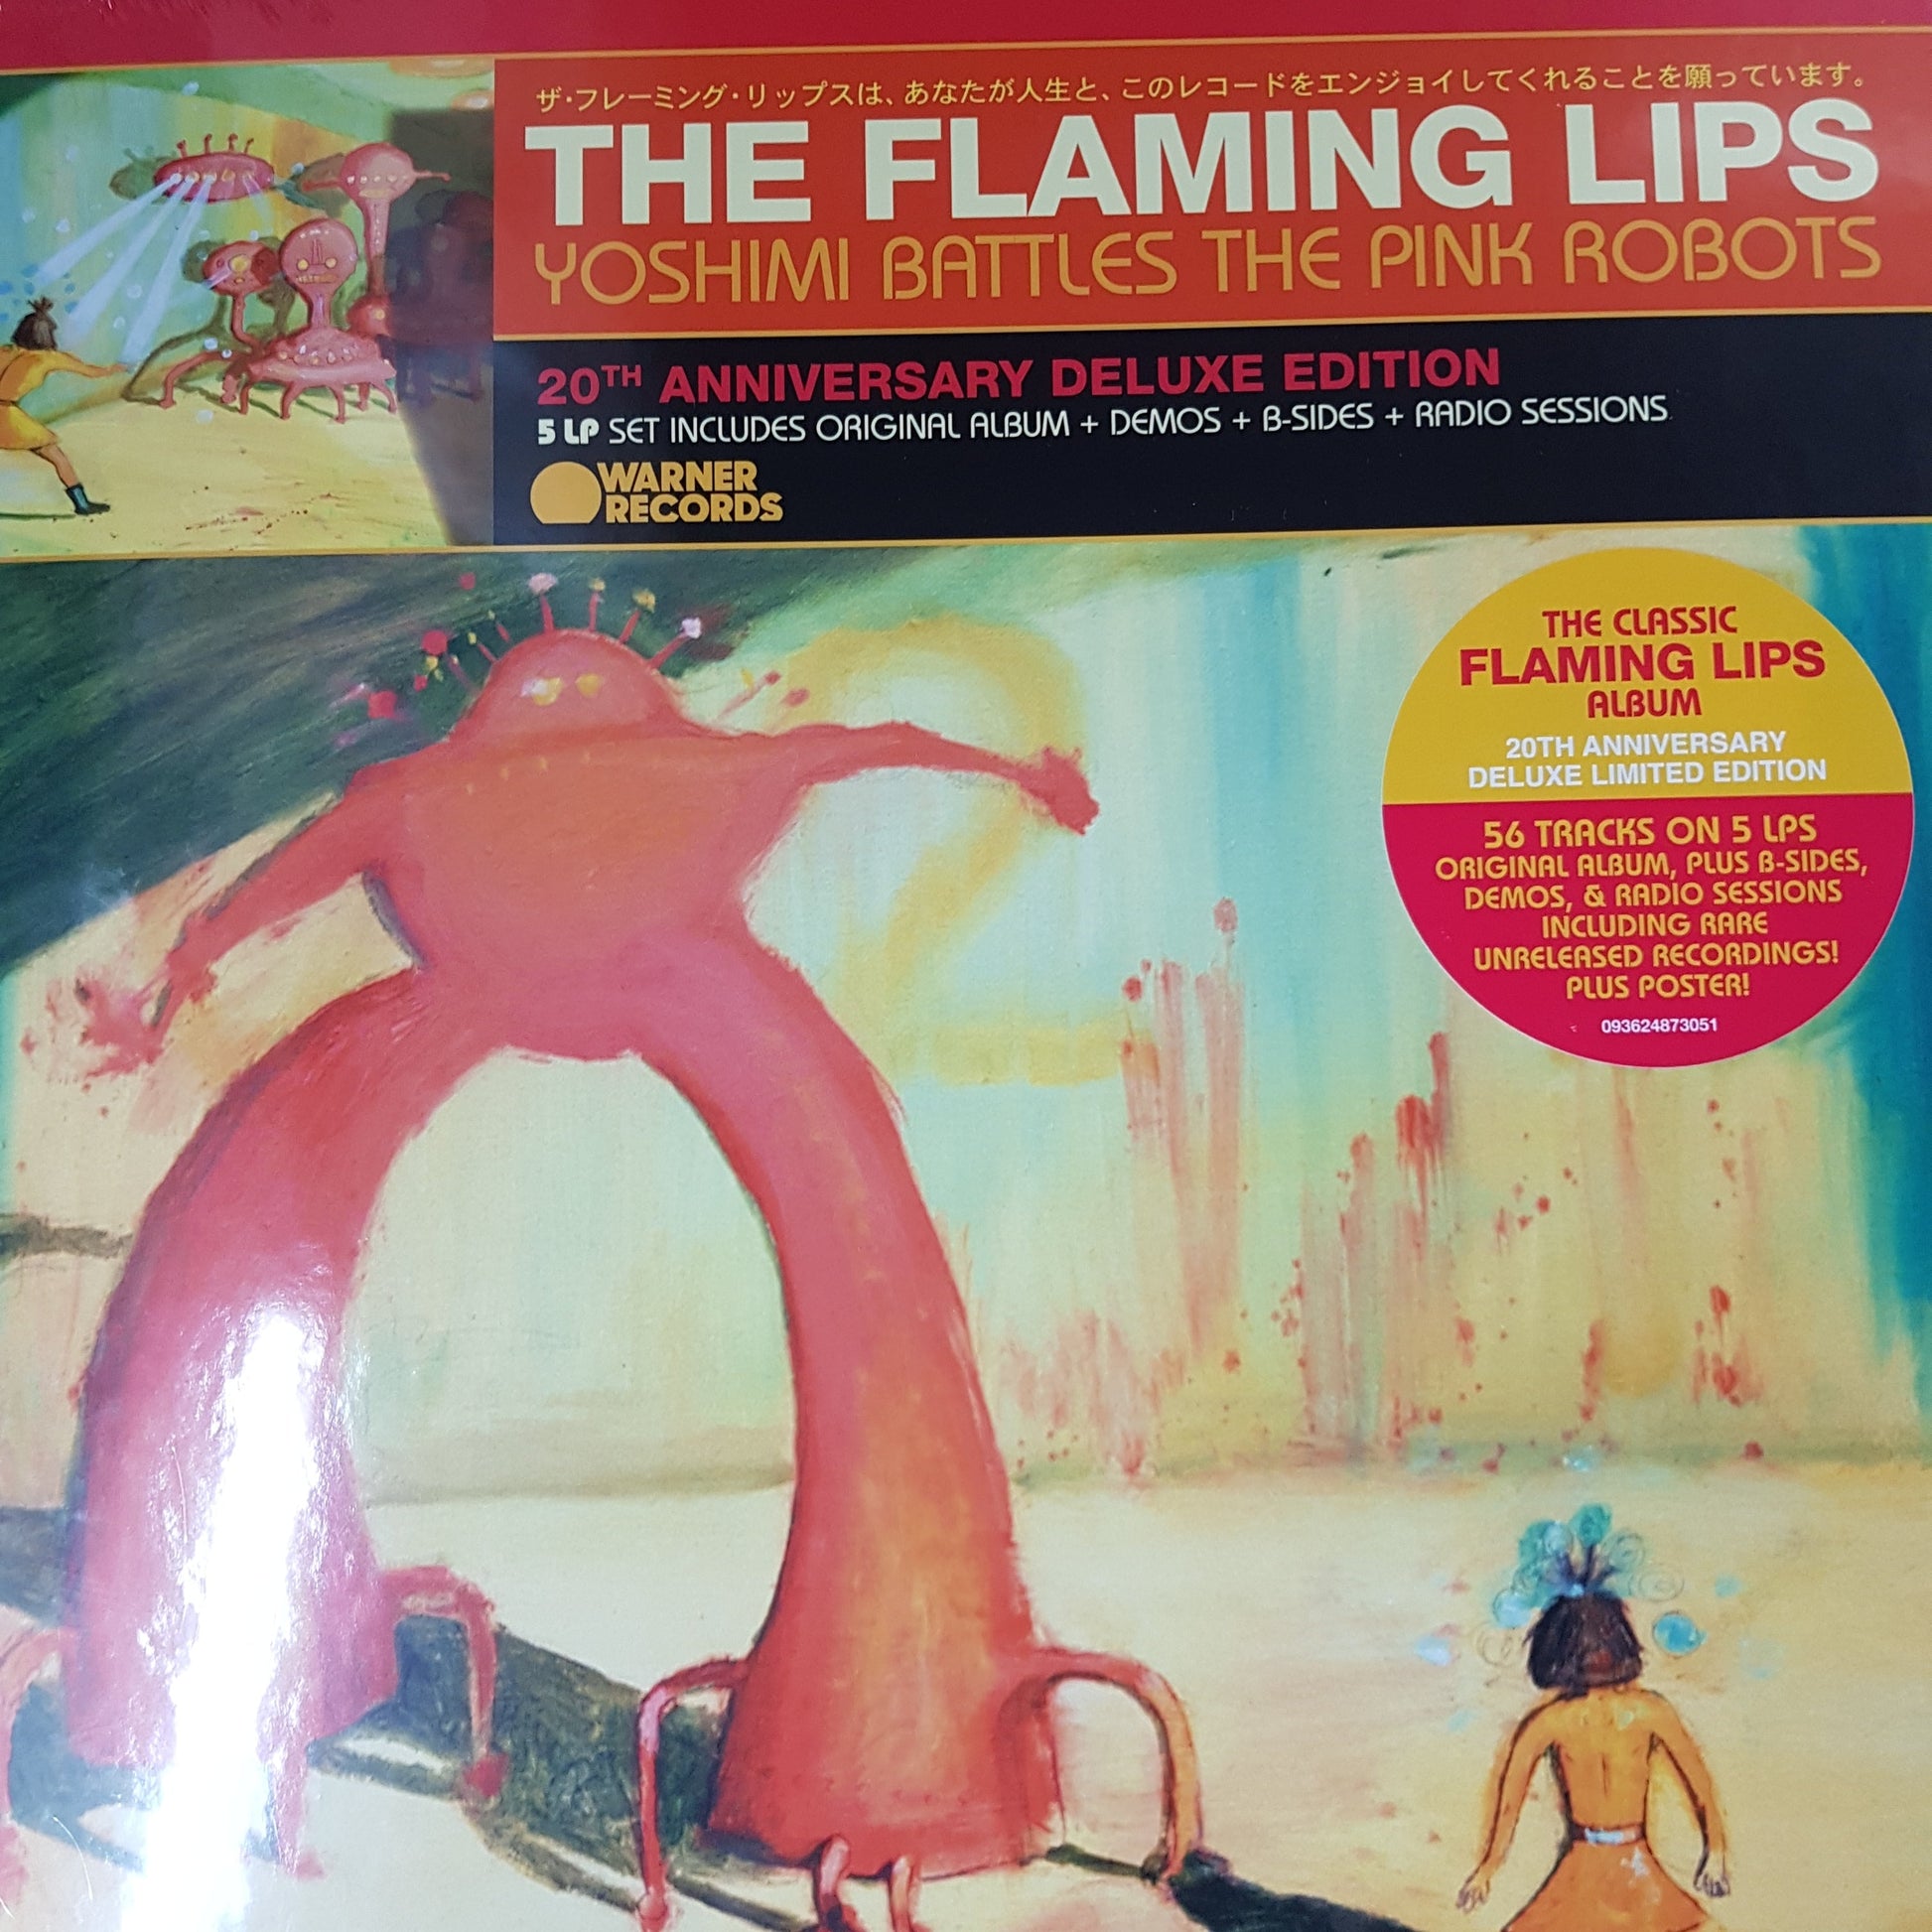 ザ・フレーミング・リップスは、あなたが人生と、このレコードをエンジョイしてくれることを願っています。
THE FLAMING LIPS
YOSHIMI BATTLES THE PINK ROBOTS
20TH ANNIVERSARY DELUXE EDITION
5 LP SET INCLUDES ORIGINAL ALBUM + DEMOS + B-SIDES + RADIO SESSIONS.
WARNER
RECORDS
2
THE CLASSIC
FLAMING LIPS
ALBUM
20TH ANNIVERSARY
DELUXE LIMITED EDITION
56 TRACKS ON 5 LPS
ORIGINAL ALBUM, PLUS B-SIDES,
DEMOS, & RADIO SESSIONS
INCLUDING RARE
UNRELEASED RECORDINGS!
PLUS POSTER!
093624873051